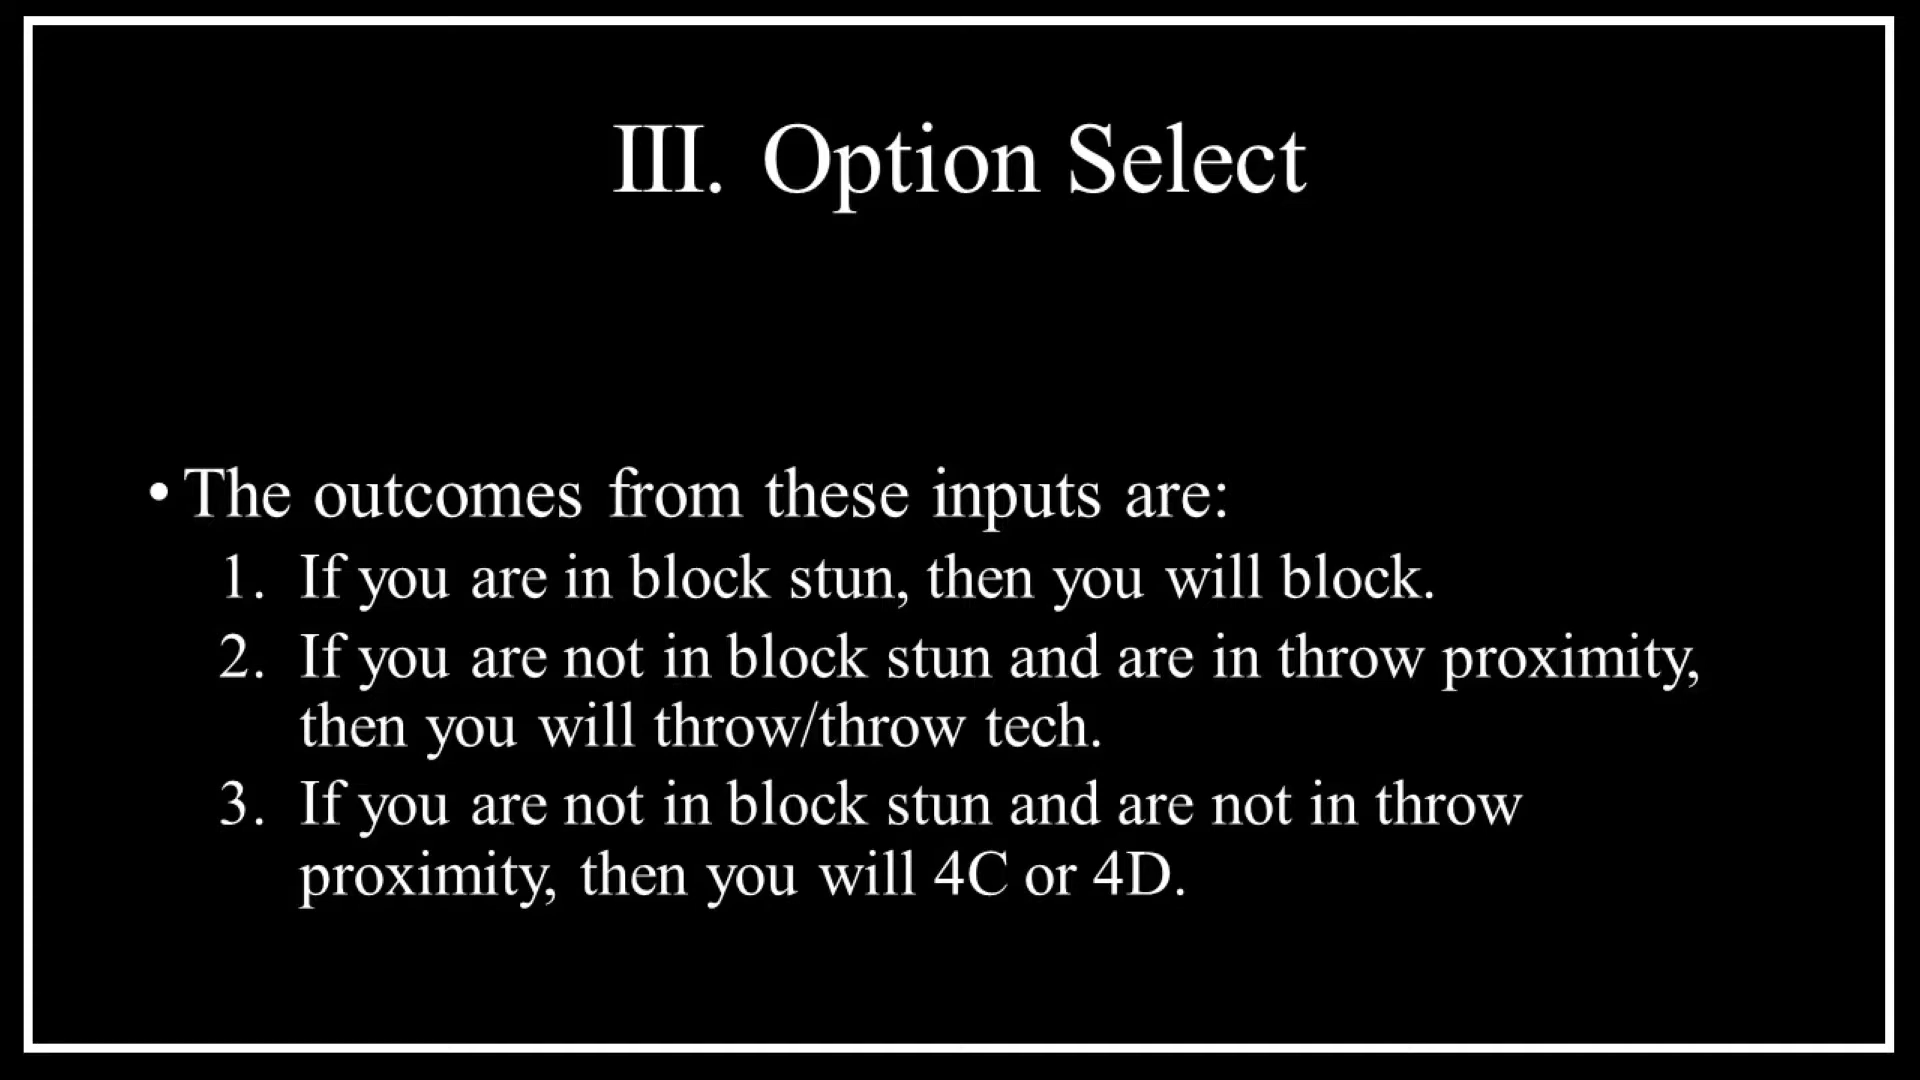 III. Option Select
• The outcomes from these inputs are:
1. If you are in block stun, then you will block.
2. If you are not in block stun and are in throw proximity,
then you will throw/throw tech.
3. If you are not in block stun and are not in throw
proximity, then you will 4C or 4D.